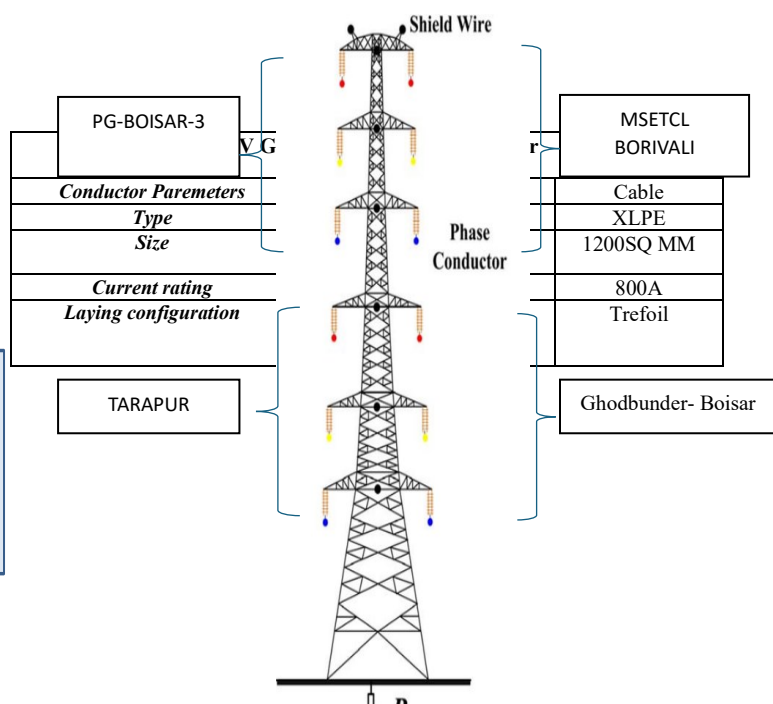 Shield Wire
PG-BOISAR-3
MSETCL
BORIVALI
V G
r
Conductor Paremeters
Cable
Type
XLPE
Size
1200SQ MM
Phase
Conductor
Current rating
800A
Laying configuration
Trefoil
TARAPUR
Ghodbunder- Boisar